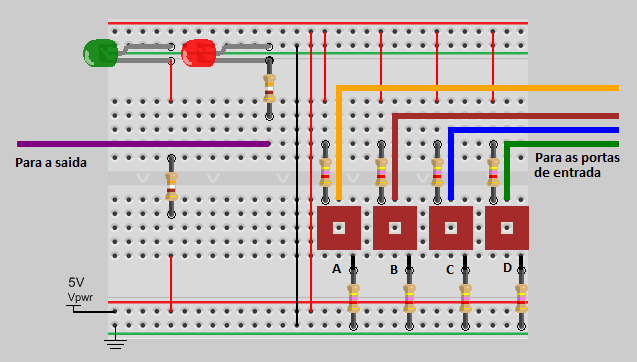 Para a saida
Para as portas
de entrada
A
B
C
D
5V
Vpwr